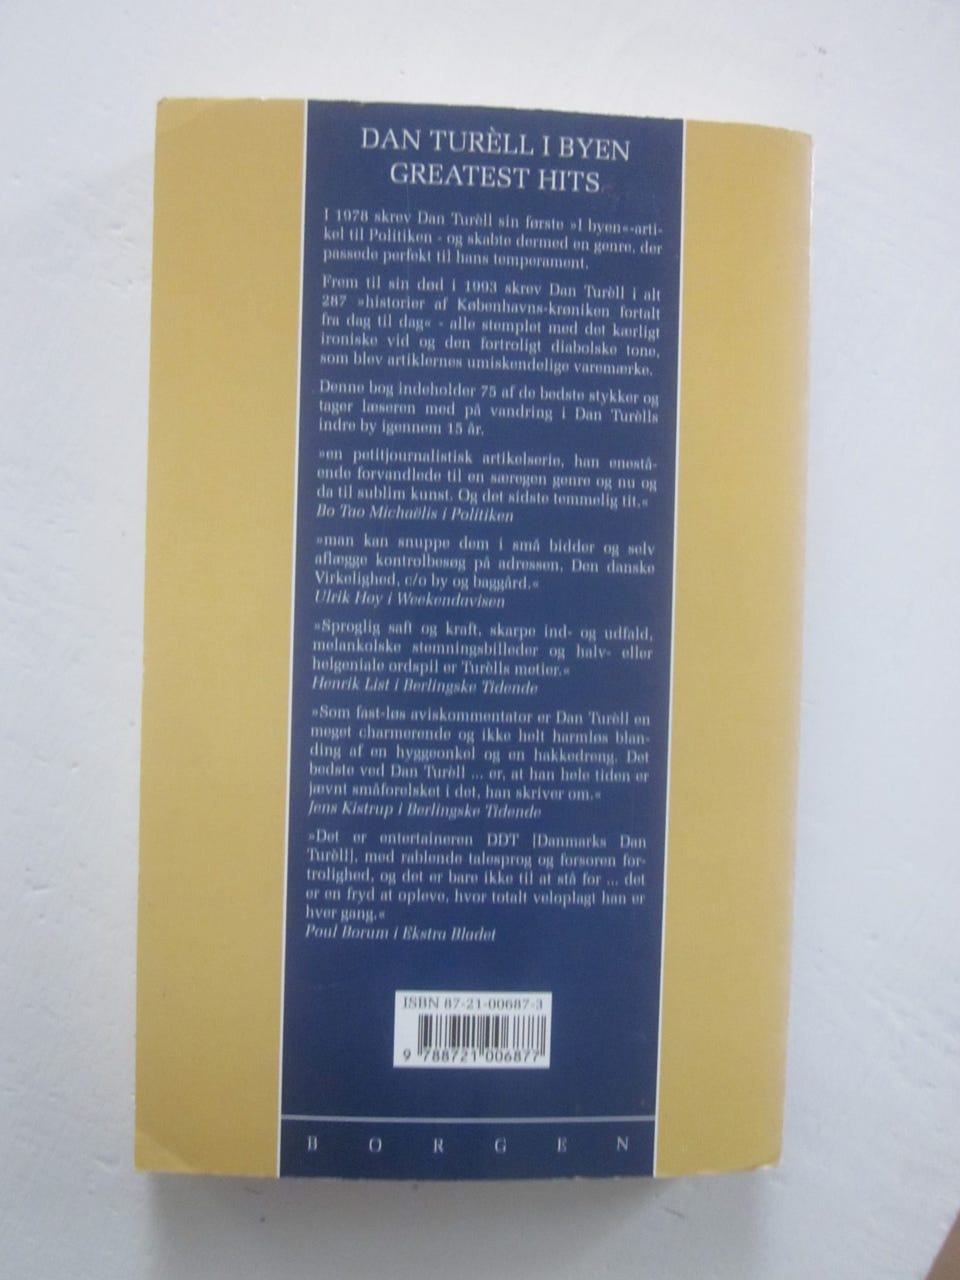 DAN TURÈLL I BYEN
GREATEST HITS
I 1978 skrev Dan Turèll sin første »I byen«-arti-
kel til Politiken - og skabte dermed en genre, der
passede perfekt til hans temperament.
Frem til sin død i 1993 skrev Dan Turèll i alt
287 »historier af Københavns-krøniken fortalt
fra dag til dag« - alle stemplet med det kærligt
ironiske vid og den fortroligt diabolske tone,
som blev artiklernes umiskendelige varemærke.
Denne bog indeholder 75 af de bedste stykker og
tager læseren med på vandring i Dan Turèlls
indre by igennem 15 år.
»en petitjournalistisk artikelserie, han enestå-
ende forvandlede til en særegen genre og nu og
da til sublim kunst. Og det sidste temmelig tit.«
Bo Tao Michaëlis i Politiken
»man kan snuppe dem i små bidder og selv
aflægge kontrolbesøg på adressen, Den danske
Virkelighed, c/o by og baggård.«
Ulrik Høy i Weekendavisen
»Sproglig saft og kraft, skarpe ind- og udfald,
melankolske stemningsbilleder og halv- eller
helgeniale ordspil er Turèlls metier.«
Henrik List i Berlingske Tidende
»Som fast-løs aviskommentator er Dan Turèll en
meget charmerende og ikke helt harmløs blan-
ding af en hyggeonkel og en hakkedreng. Det
bedste ved Dan Turèll ... er, at han hele tiden er
jævnt småforelsket i det, han skriver om.«
Jens Kistrup i Berlingske Tidende
»Det er entertaineren DDT [Danmarks Dan
Turèll], med rablende talesprog og forsoren for-
trolighed, og det er bare ikke til at stå for ... det
er en fryd at opleve, hvor totalt veloplagt han er
hver gang.«
Poul Borum i Ekstra Bladet
ISBN 87-21-00687-3
9 788721 006877
BORGEN